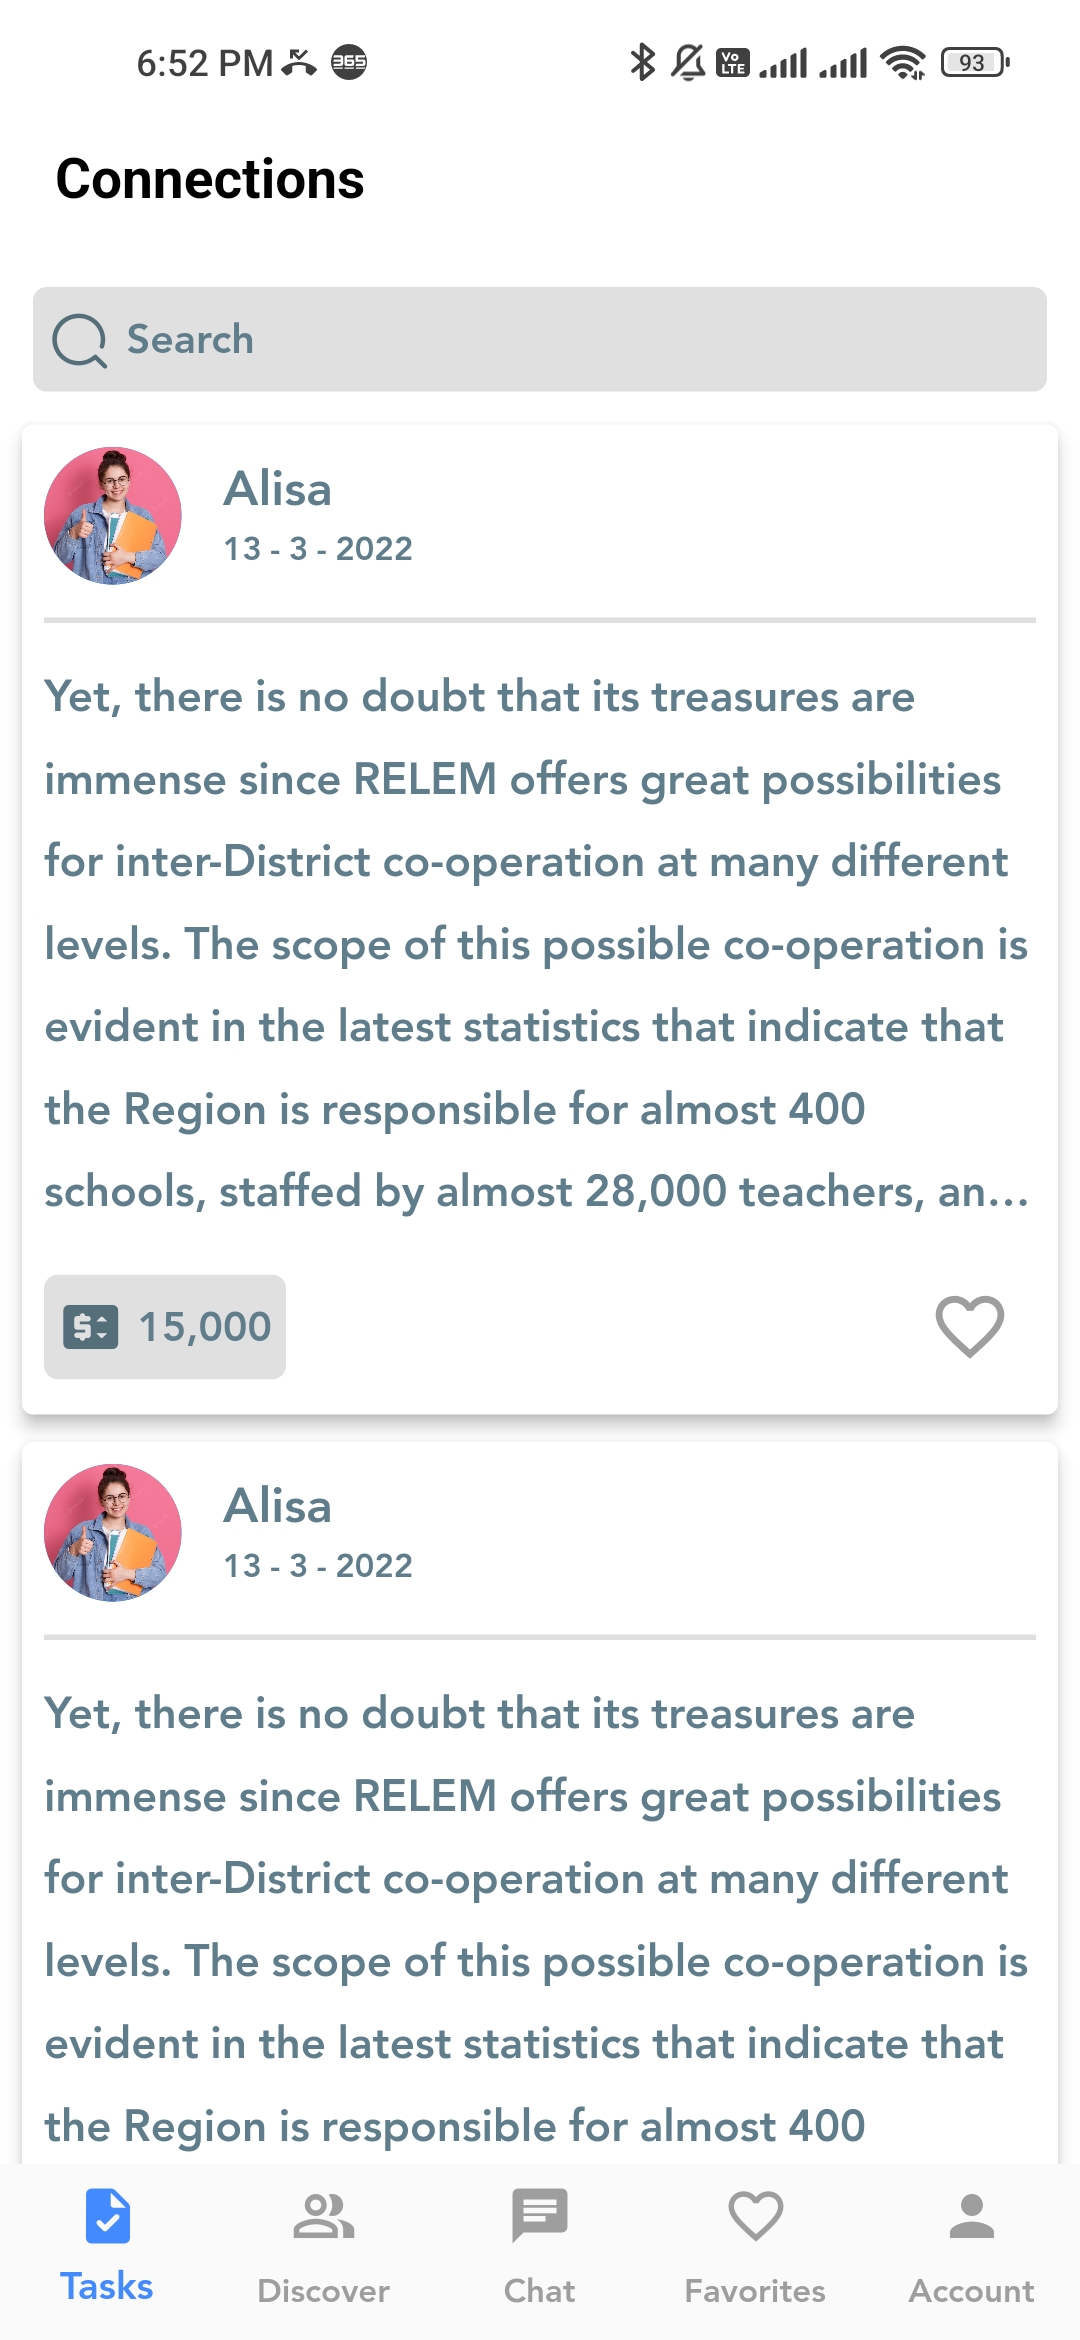 6:52 PM 365 Vo LTE 93
Connections
Search
Alisa
13 - 3 - 2022
Yet, there is no doubt that its treasures are
immense since RELEM offers great possibilities
for inter-District co-operation at many different
levels. The scope of this possible co-operation is
evident in the latest statistics that indicate that
the Region is responsible for almost 400
schools, staffed by almost 28,000 teachers, an...
$ 15,000
Alisa
13 - 3 - 2022
Yet, there is no doubt that its treasures are
immense since RELEM offers great possibilities
for inter-District co-operation at many different
levels. The scope of this possible co-operation is
evident in the latest statistics that indicate that
the Region is responsible for almost 400
Tasks Discover Chat Favorites Account